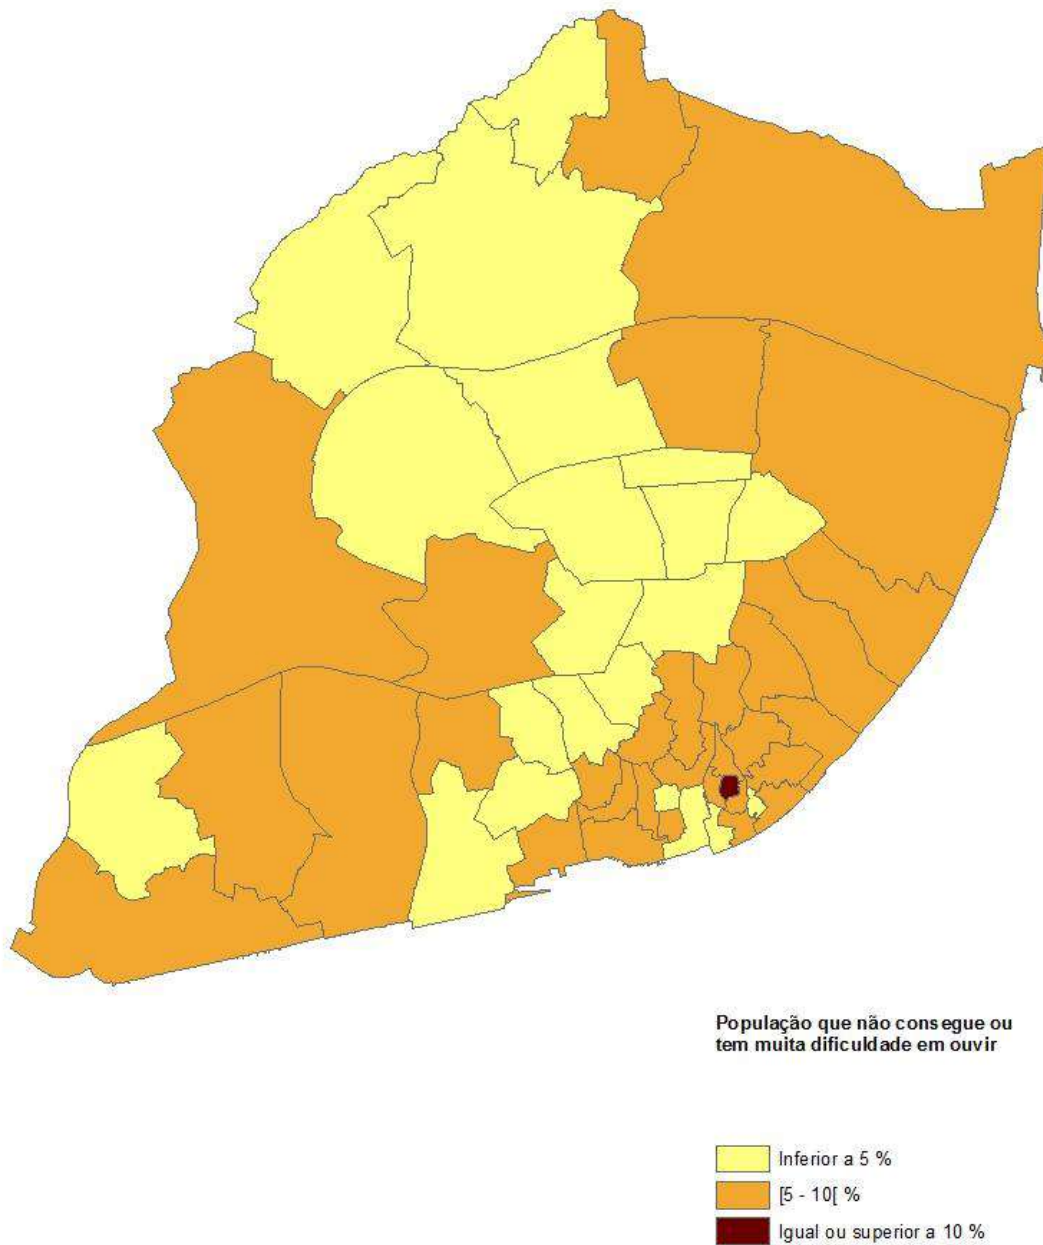 População que não consegue ou
tem muita dificuldade em ouvir
Inferior a 5 %
[5 - 10[ %
Igual ou superior a 10 %